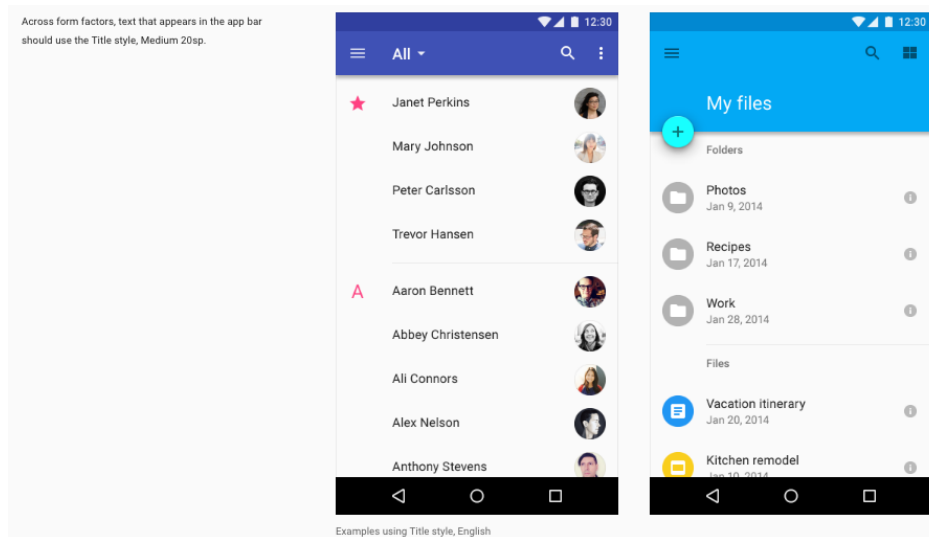 Across form factors, text that appears in the app bar
should use the Title style, Medium 20sp.
12:30
All
Janet Perkins
Mary Johnson
Peter Carlsson
Trevor Hansen
A
Aaron Bennett
Abbey Christensen
Ali Connors
Alex Nelson
Anthony Stevens
12:30
My files
Folders
Photos
Jan 9, 2014
Recipes
Jan 17, 2014
Work
Jan 28, 2014
Files
Vacation itinerary
Jan 20, 2014
Kitchen remodel
Jan 10, 2014
Examples using Title style, English